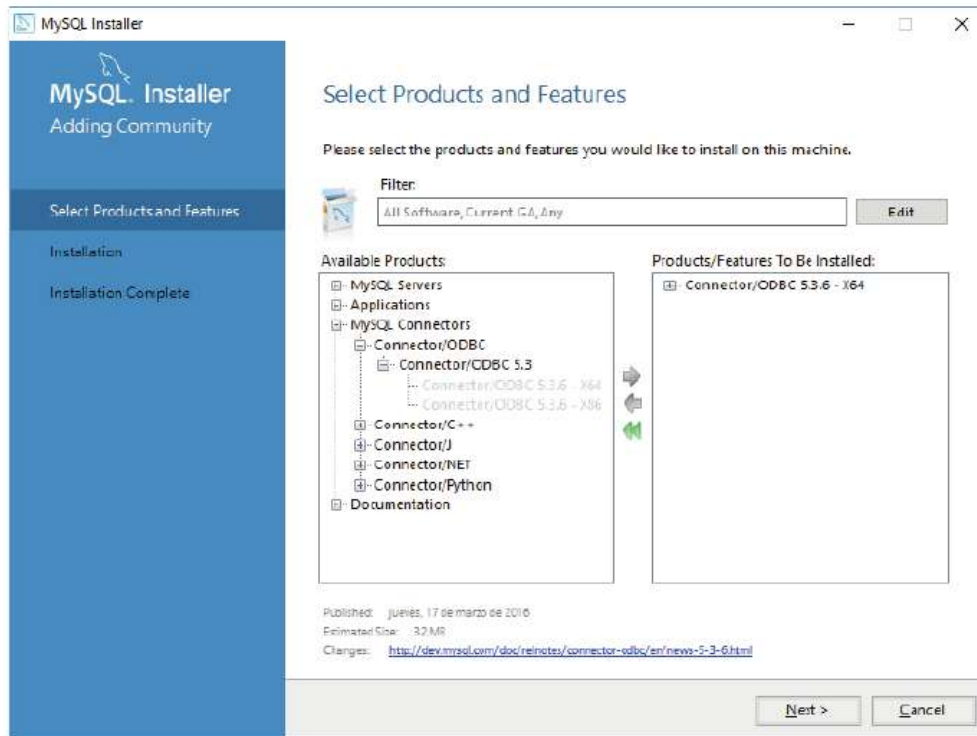 MySQL Installer
MySQL. Installer
Adding Community
Select Products and Features
Installation
Installation Complete
Select Products and Features
Please select the products and features you would like to install on this machine.
Filter:
All Software, Current GA, Any
Edit
Available Products:
MySQL Servers
Applications
MySQL Connectors
Connector/ODBC
Connector/ODBC 5.3
Connector/ODBC 5.3.6 - X64
Connector/ODBC 5.3.6 - X86
Connector/C++
Connector/J
Connector/NET
Connector/Python
Documentation
Products/Features To Be Installed:
Connector/ODBC 5.3.6 - X64
Published: jueves, 17 de marzo de 2016
Estimated Size: 32 MB
Changes: http://dev.mysql.com/doc/relnotes/connector-odbc/en/news-5-3-6.html
Next >
Cancel